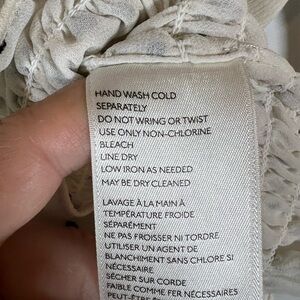 HAND WASH COLD
SEPARATELY
DO NOT WRING OR TWIST
USE ONLY NON-CHLORINE
BLEACH
LINE DRY
LOW IRON AS NEEDED
MAY BE DRY CLEANED
LAVAGE À LA MAIN À
TEMPÉRATURE FROIDE
SÉPARÉMENT
NE PAS FROISSER NI TORDRE
UTILISER UN AGENT DE
BLANCHIMENT SANS CHLORE SI
NÉCESSAIRE
SÉCHER SUR CORDE
FAIBLE COMME FER NÉCESSAIRES
PEUT-ÊTRE